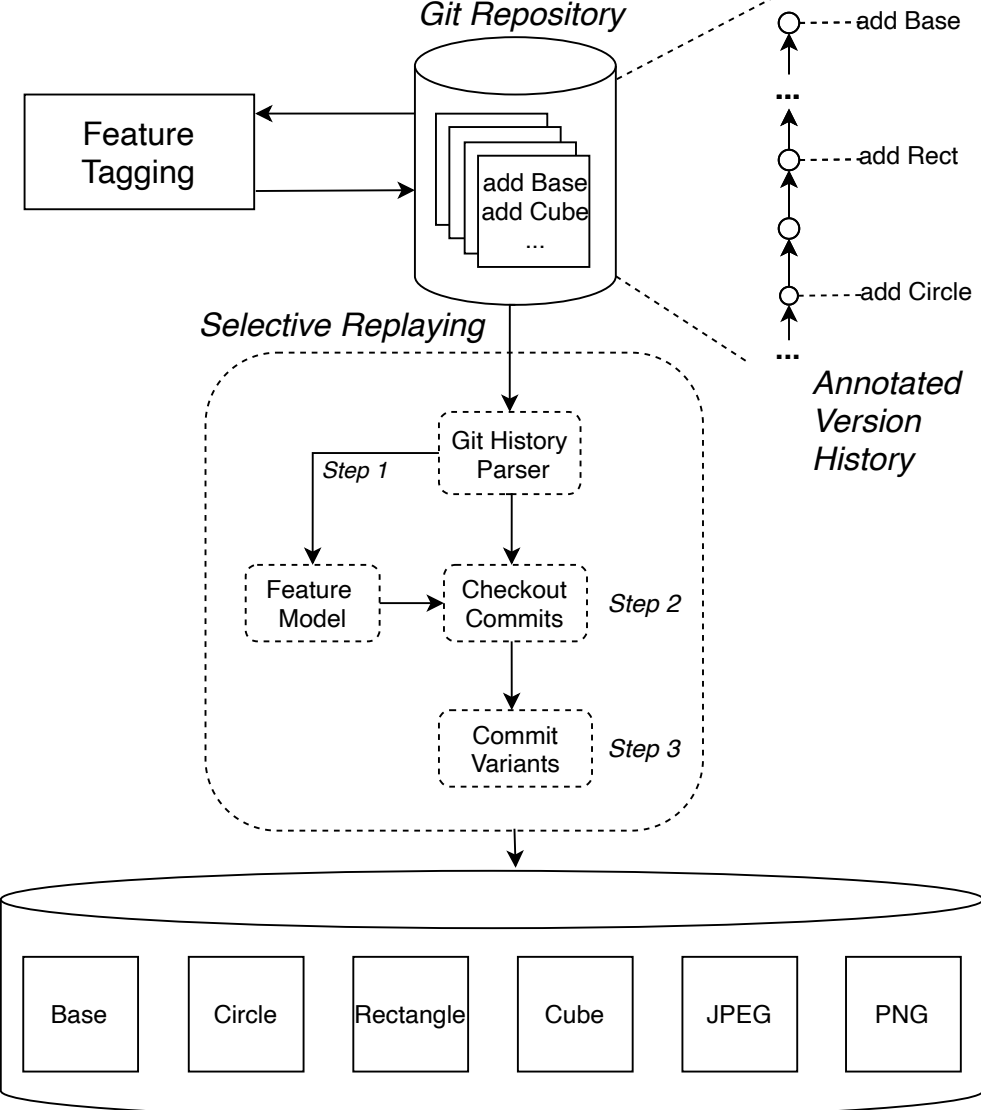 Git Repository
add Base
...
add Rect
add Circle
...
Annotated
Version
History
Feature
Tagging
add Base
add Cube
...
Selective Replaying
Git History
Parser
Step 1
Feature
Model
Checkout
Commits
Step 2
Commit
Variants
Step 3
Base
Circle
Rectangle
Cube
JPEG
PNG